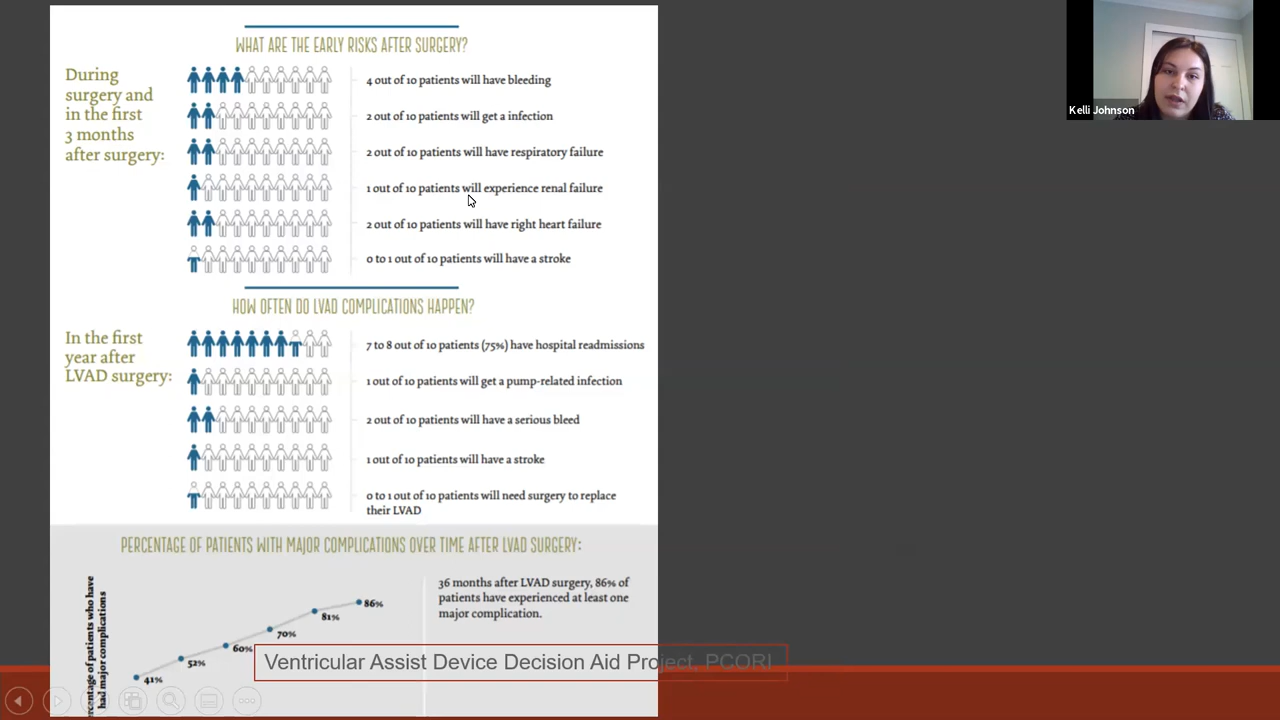 WHAT ARE THE EARLY RISKS AFTER SURGERY?
During
surgery and
in the first
3 months
after surgery:
4 out of 10 patients will have bleeding
2 out of 10 patients will get a infection
2 out of 10 patients will have respiratory failure
1 out of 10 patients will experience renal failure
2 out of 10 patients will have right heart failure
0 to 1 out of 10 patients will have a stroke
HOW OFTEN DO LVAD COMPLICATIONS HAPPEN?
In the first
year after
LVAD surgery:
7 to 8 out of 10 patients (75%) have hospital readmissions
1 out of 10 patients will get a pump-related infection
2 out of 10 patients will have a serious bleed
1 out of 10 patients will have a stroke
0 to 1 out of 10 patients will need surgery to replace
their LVAD
PERCENTAGE OF PATIENTS WITH MAJOR COMPLICATIONS OVER TIME AFTER LVAD SURGERY:
of patients who have
had major complications
41%
52%
60%
70%
81%
86%
36 months after LVAD surgery, 86% of
patients have experienced at least one
major complication.
Ventricular Assist Device Decision Aid Project, PCORI
Kelli Johnson